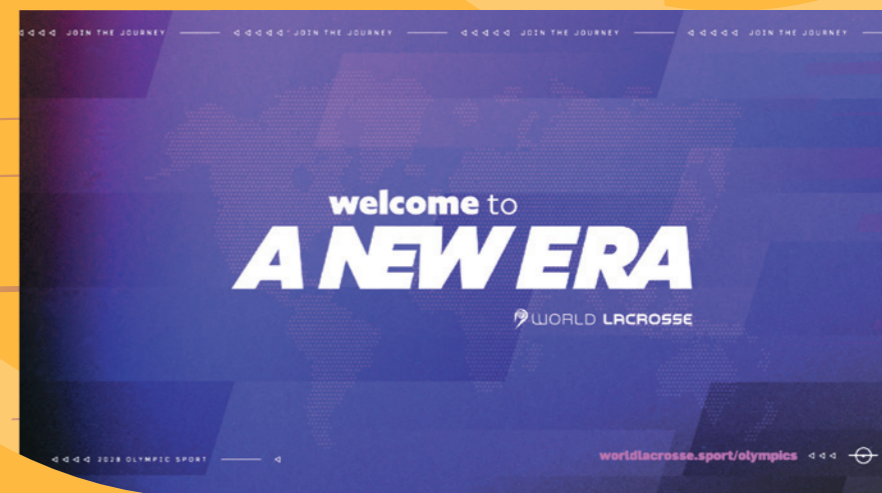 JOIN THE JOURNEY JOIN THE JOURNEY JOIN THE JOURNEY JOIN THE JOURNEY
welcome to
A NEW ERA
WORLD LACROSSE
2028 OLYMPIC SPORT
worldlacrosse.sport/olympics